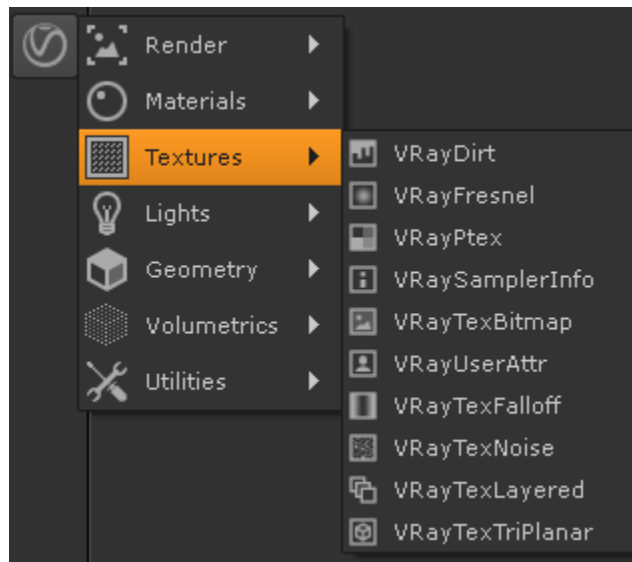 Render
Materials
Textures
Lights
Geometry
Volumetrics
Utilities
VRayDirt
VRayFresnel
VRayPtex
VRaySamplerInfo
VRayTexBitmap
VRayUserAttr
VRayTexFalloff
VRayTexNoise
VRayTexLayered
VRayTexTriPlanar